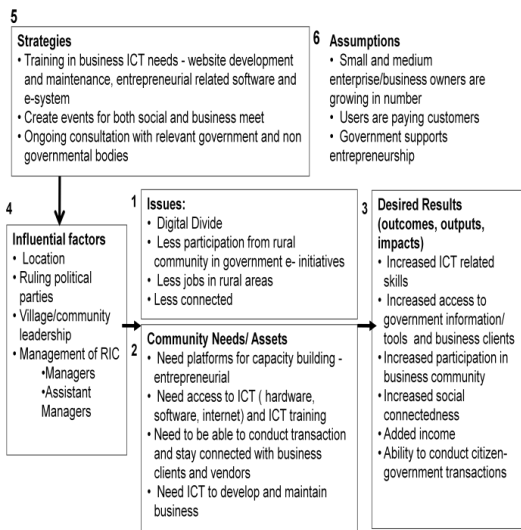 5
Strategies
• Training in business ICT needs - website development
and maintenance, entrepreneurial related software and
e-system
• Create events for both social and business meet
• Ongoing consultation with relevant government and non
governmental bodies
6
Assumptions
• Small and medium
enterprise/business owners are
growing in number
• Users are paying customers
• Government supports
entrepreneurship
4
Influential factors
• Location
• Ruling political
parties
• Village/community
leadership
• Management of RIC
•Managers
•Assistant
Managers
1
Issues:
• Digital Divide
• Less participation from rural
community in government e- initiatives
• Less jobs in rural areas
• Less connected
2
Community Needs/ Assets
• Need platforms for capacity building -
entrepreneurial
• Need access to ICT ( hardware,
software, internet) and ICT training
• Need to be able to conduct transaction
and stay connected with business
clients and vendors
• Need ICT to develop and maintain
business
3
Desired Results
(outcomes, outputs,
impacts)
• Increased ICT related
skills
• Increased access to
government information/
tools and business clients
• Increased participation in
business community
• Increased social
connectedness
• Added income
• Ability to conduct citizen-
government transactions